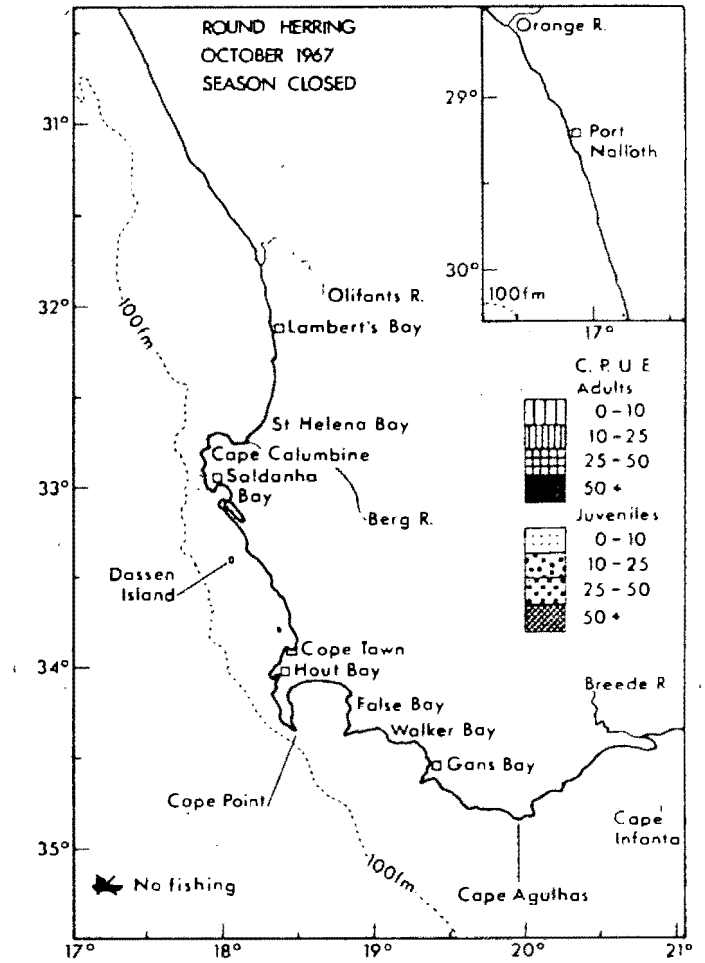 ROUND HERRING
OCTOBER 1967
SEASON CLOSED
Orange R.
29°
Port
Nalloth
30°
100fm
17°
31°
Olifants R.
32°
Lambert's Bay
100fm
C. P. U. E
Adults
0-10
10-25
25-50
50+
Juveniles
0-10
10-25
25-50
50+
St Helena Bay
Cape Calumbine
Saldanha
Bay
33°
Berg R.
Dassen
Island
Cape Town
34°
Hout Bay
Breede R
False Bay
Walker Bay
Gans Bay
Cape Point
Cape
Infanta
35°
100fm
No fishing
Cape Agulhas
17°
18°
19°
20°
21°